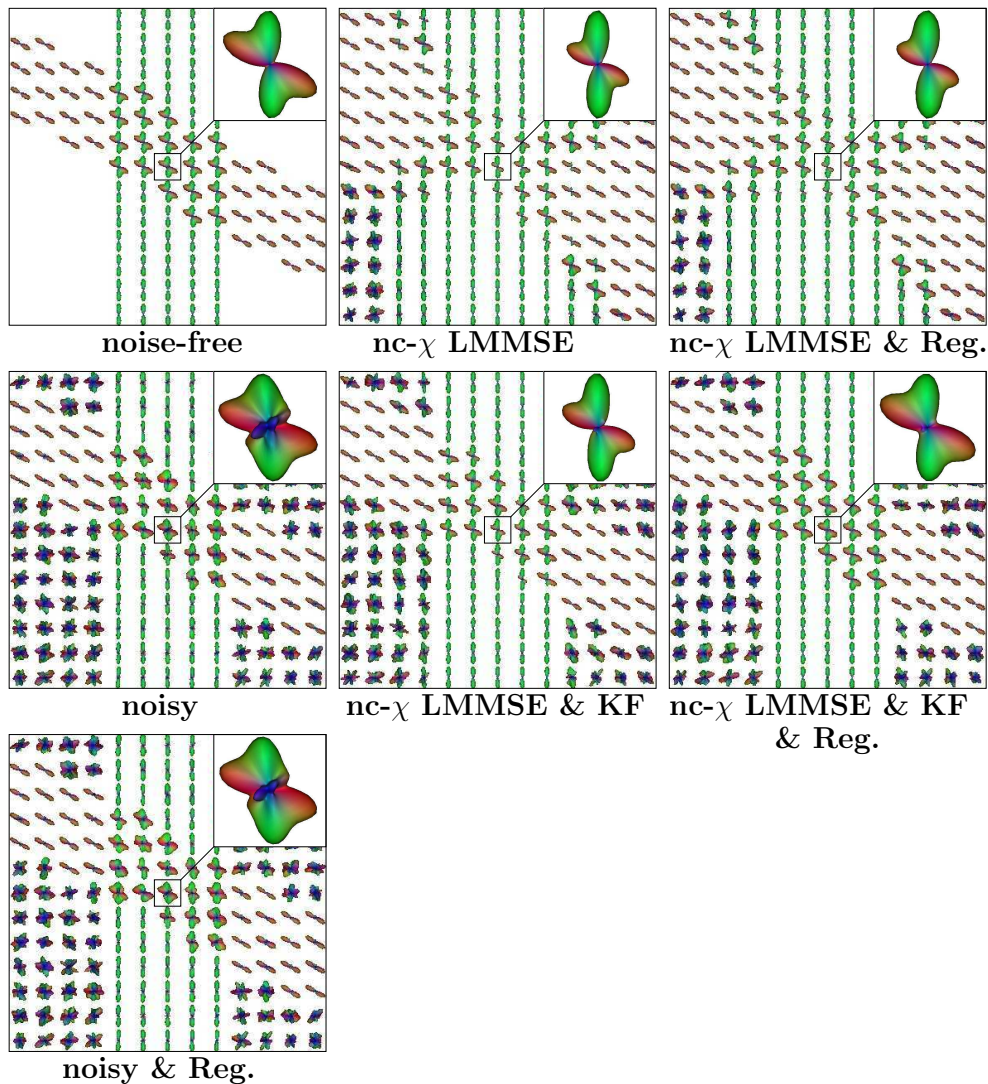 noise-free
nc-χ LMMSE
nc-χ LMMSE & Reg.
noisy
nc-χ LMMSE & KF
nc-χ LMMSE & KF
& Reg.
noisy & Reg.